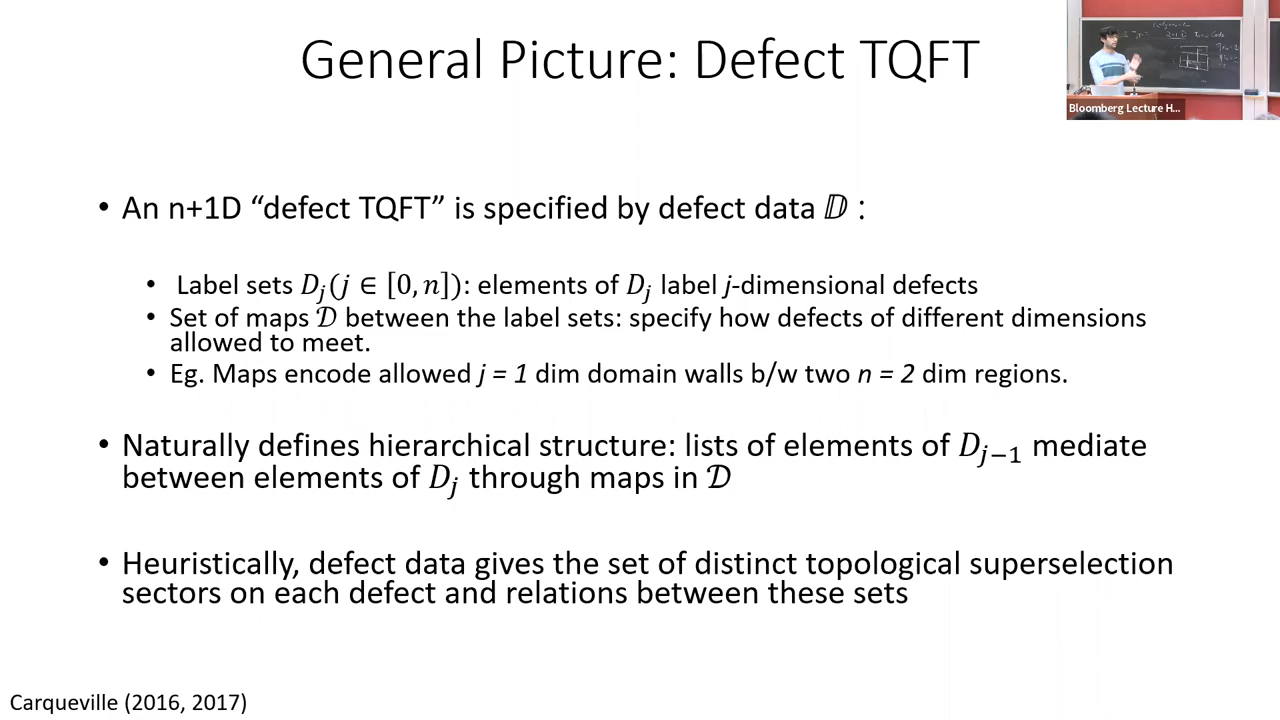 General Picture: Defect TQFT
Bloomberg Lecture H...
• An n+1D “defect TQFT” is specified by defect data 𝔻 :
• Label sets D_j (j ∈ [0, n]): elements of D_j label j-dimensional defects
• Set of maps 𝒟 between the label sets: specify how defects of different dimensions
allowed to meet.
• Eg. Maps encode allowed j = 1 dim domain walls b/w two n = 2 dim regions.
• Naturally defines hierarchical structure: lists of elements of D_{j−1} mediate
between elements of D_j through maps in 𝒟
• Heuristically, defect data gives the set of distinct topological superselection
sectors on each defect and relations between these sets
Carqueville (2016, 2017)